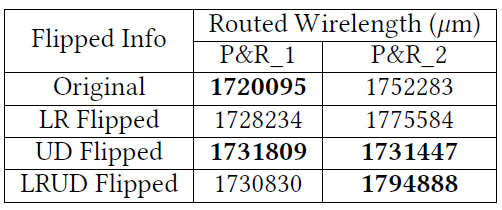 Flipped Info Routed Wirelength (μm)
P&R_1 P&R_2
Original 1720095 1752283
LR Flipped 1728234 1775584
UD Flipped 1731809 1731447
LRUD Flipped 1730830 1794888